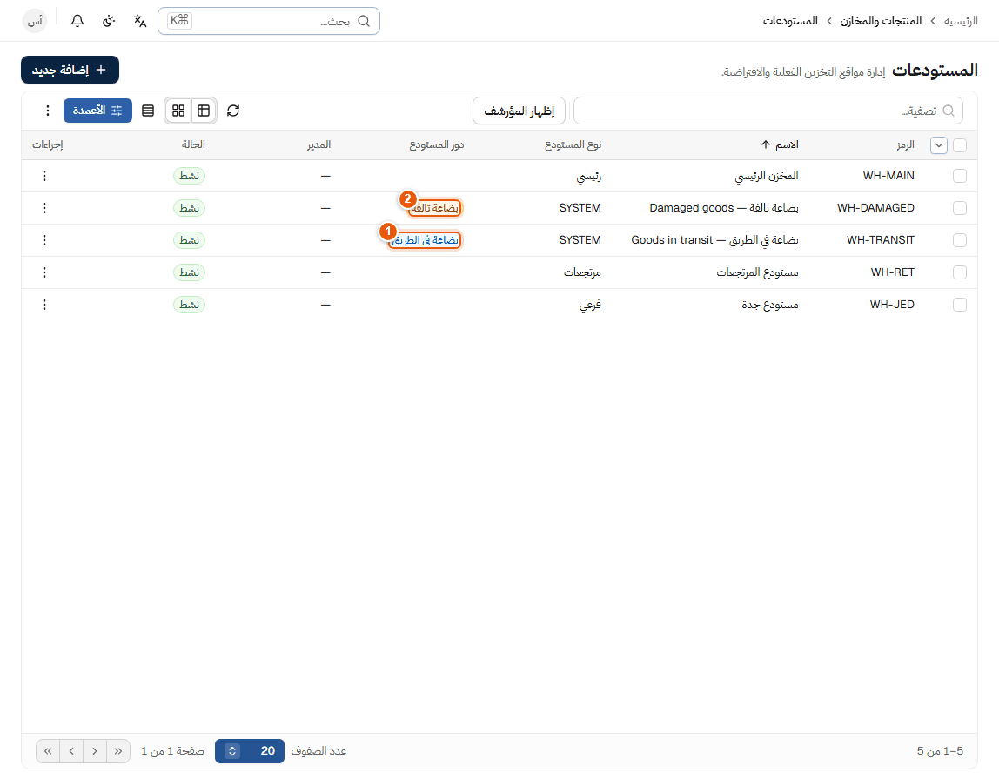 الرئيسية › المنتجات والمخازن › المستودعات
بحث... ⌘K
أس
المستودعات إدارة مواقع التخزين الفعلية والافتراضية.
+ إضافة جديد
تصفية...
إظهار المؤرشف
الأعمدة
الرمز الاسم ↑ نوع المستودع دور المستودع المدير الحالة إجراءات
WH-MAIN المخزن الرئيسي رئيسي — نشط
WH-DAMAGED بضاعة تالفة — Damaged goods SYSTEM بضاعة تالفة 2 — نشط
WH-TRANSIT بضاعة في الطريق — Goods in transit SYSTEM بضاعة في الطريق 1 — نشط
WH-RET مستودع المرتجعات مرتجعات — نشط
WH-JED مستودع جدة فرعي — نشط
1–5 من 5
عدد الصفوف 20 صفحة 1 من 1